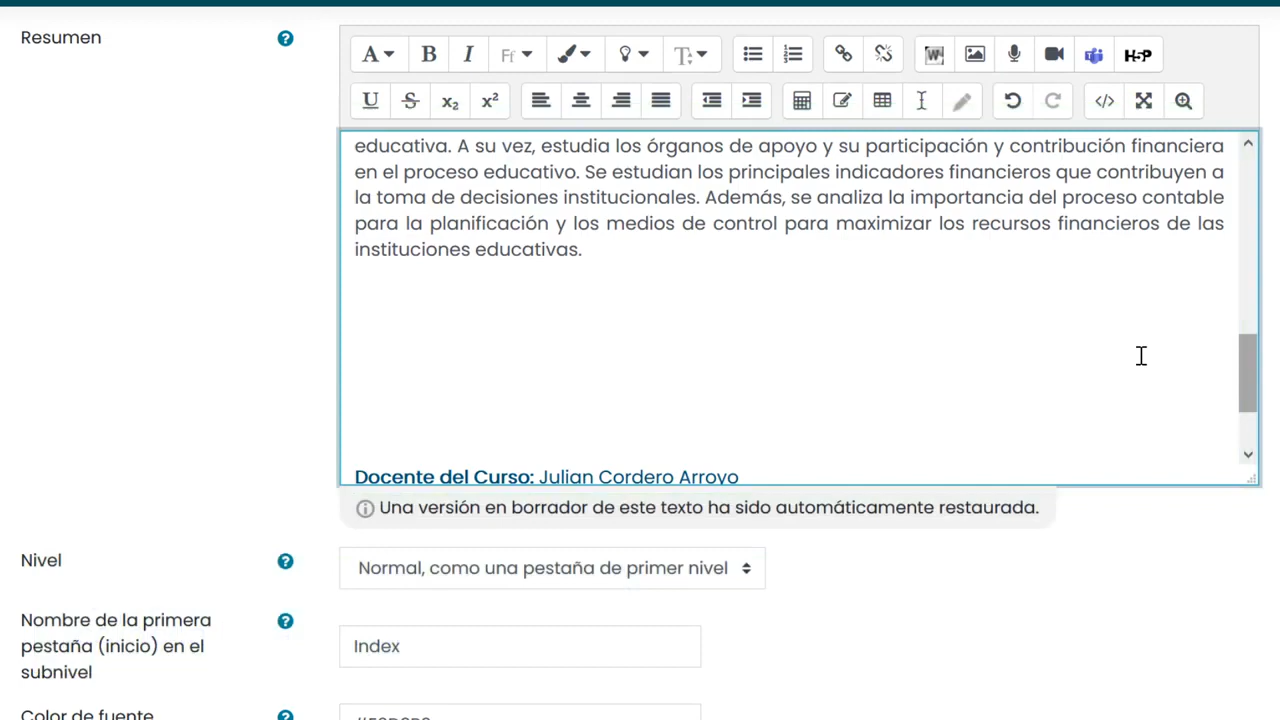 Resumen
A B I Ff T
W H-P
U S x₂ x²
educativa. A su vez, estudia los órganos de apoyo y su participación y contribución financiera
en el proceso educativo. Se estudian los principales indicadores financieros que contribuyen a
la toma de decisiones institucionales. Además, se analiza la importancia del proceso contable
para la planificación y los medios de control para maximizar los recursos financieros de las
instituciones educativas.
Docente del Curso: Julian Cordero Arroyo
Una versión en borrador de este texto ha sido automáticamente restaurada.
Nivel
Normal, como una pestaña de primer nivel
Nombre de la primera
pestaña (inicio) en el
subnivel
Index
Color de fuente